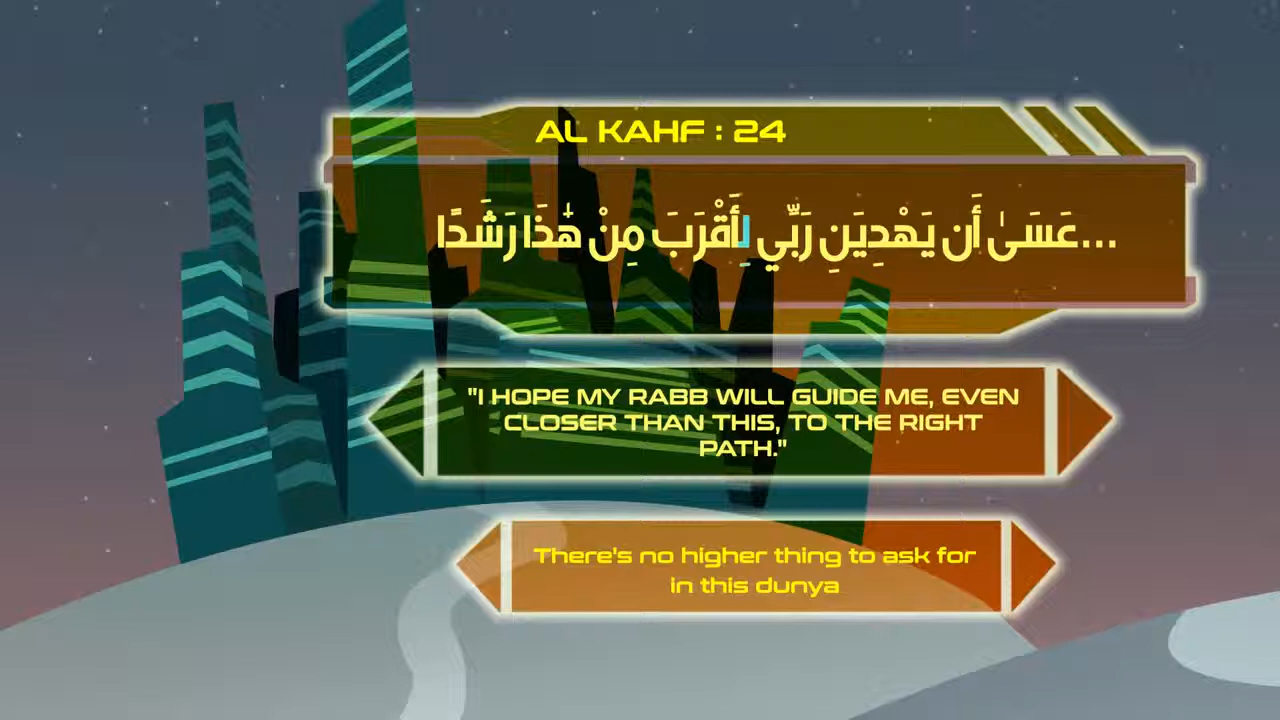 AL KAHF : 24
...عَسَىٰ أَن يَهْدِيَنِ رَبِّي لِأَقْرَبَ مِنْ هَٰذَا رَشَدًا
"I HOPE MY RABB WILL GUIDE ME, EVEN
CLOSER THAN THIS, TO THE RIGHT
PATH."
There's no higher thing to ask for
in this dunya